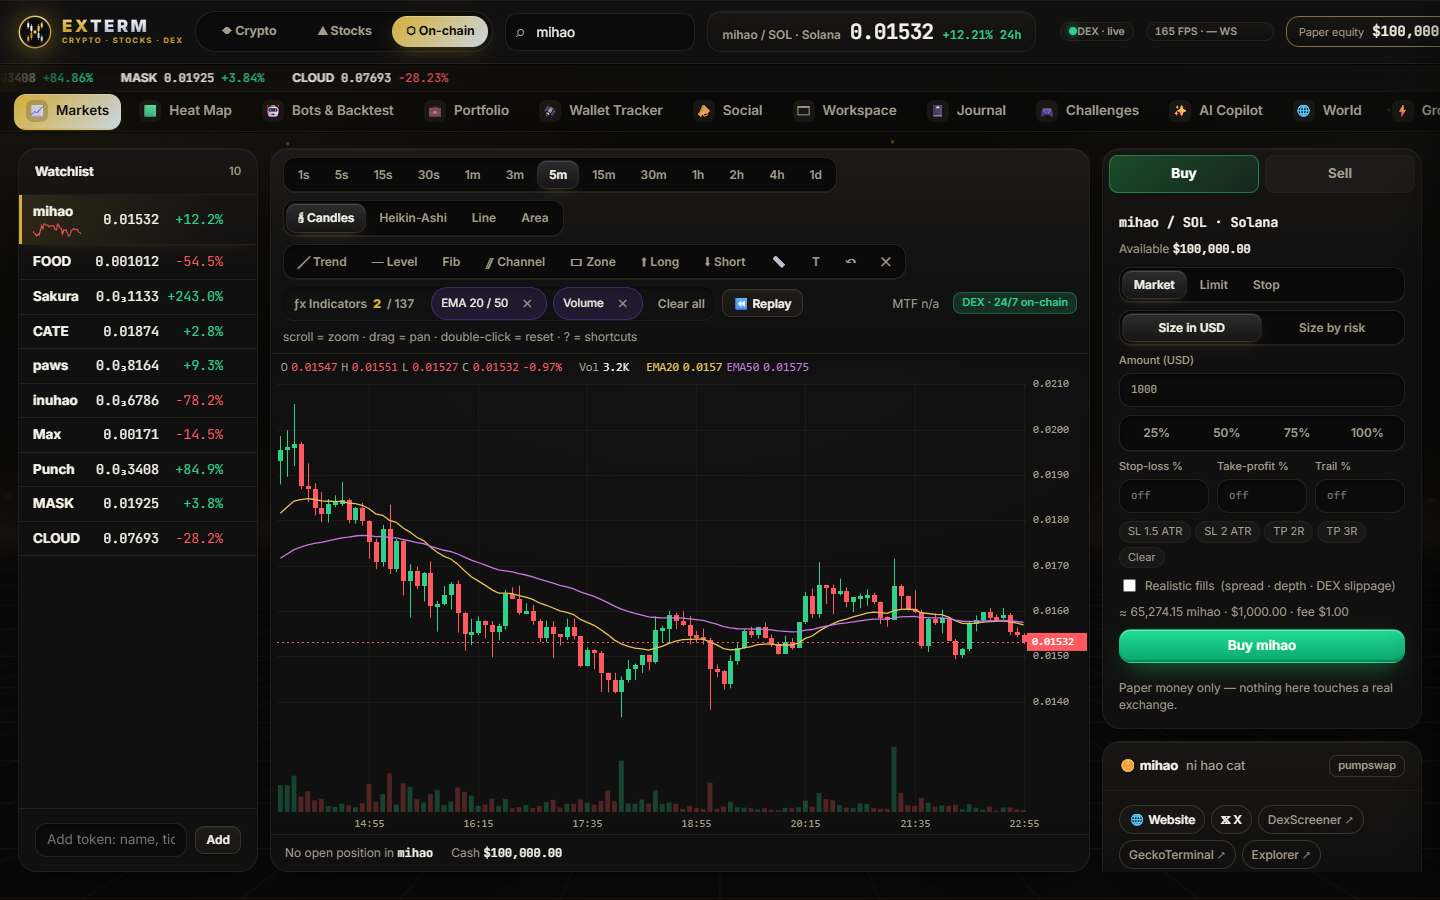 EXTERM
CRYPTO · STOCKS · DEX
Crypto
Stocks
On-chain
mihao
mihao / SOL · Solana 0.01532 +12.21% 24h
DEX · live
165 FPS · — WS
Paper equity $100,000
3408 +84.86% MASK 0.01925 +3.84% CLOUD 0.07693 -28.23%
Markets
Heat Map
Bots & Backtest
Portfolio
Wallet Tracker
Social
Workspace
Journal
Challenges
AI Copilot
World
Watchlist 10
mihao 0.01532 +12.2%
FOOD 0.001012 -54.5%
Sakura 0.0₃1133 +243.0%
CATE 0.01874 +2.8%
paws 0.0₃8164 +9.3%
inuhao 0.0₃6786 -78.2%
Max 0.00171 -14.5%
Punch 0.0₃3408 +84.9%
MASK 0.01925 +3.8%
CLOUD 0.07693 -28.2%
Add token: name, tic
Add
1s 5s 15s 30s 1m 3m 5m 15m 30m 1h 2h 4h 1d
Candles Heikin-Ashi Line Area
Trend Level Fib Channel Zone Long Short T ✕
ƒx Indicators 2 / 137 EMA 20 / 50 ✕ Volume ✕ Clear all Replay MTF n/a DEX · 24/7 on-chain
scroll = zoom · drag = pan · double-click = reset · ? = shortcuts
O 0.01547 H 0.01551 L 0.01527 C 0.01532 -0.97% Vol 3.2K EMA20 0.0157 EMA50 0.01575
0.0210
0.0200
0.0190
0.0180
0.0170
0.0160
0.01532
0.0150
0.0140
14:55 16:15 17:35 18:55 20:15 21:35 22:55
No open position in mihao Cash $100,000.00
Buy Sell
mihao / SOL · Solana
Available $100,000.00
Market Limit Stop
Size in USD Size by risk
Amount (USD)
1000
25% 50% 75% 100%
Stop-loss % Take-profit % Trail %
off off off
SL 1.5 ATR SL 2 ATR TP 2R TP 3R
Clear
Realistic fills (spread · depth · DEX slippage)
≈ 65,274.15 mihao · $1,000.00 · fee $1.00
Buy mihao
Paper money only — nothing here touches a real
exchange.
mihao ni hao cat pumpswap
Website X DexScreener ↗
GeckoTerminal ↗ Explorer ↗